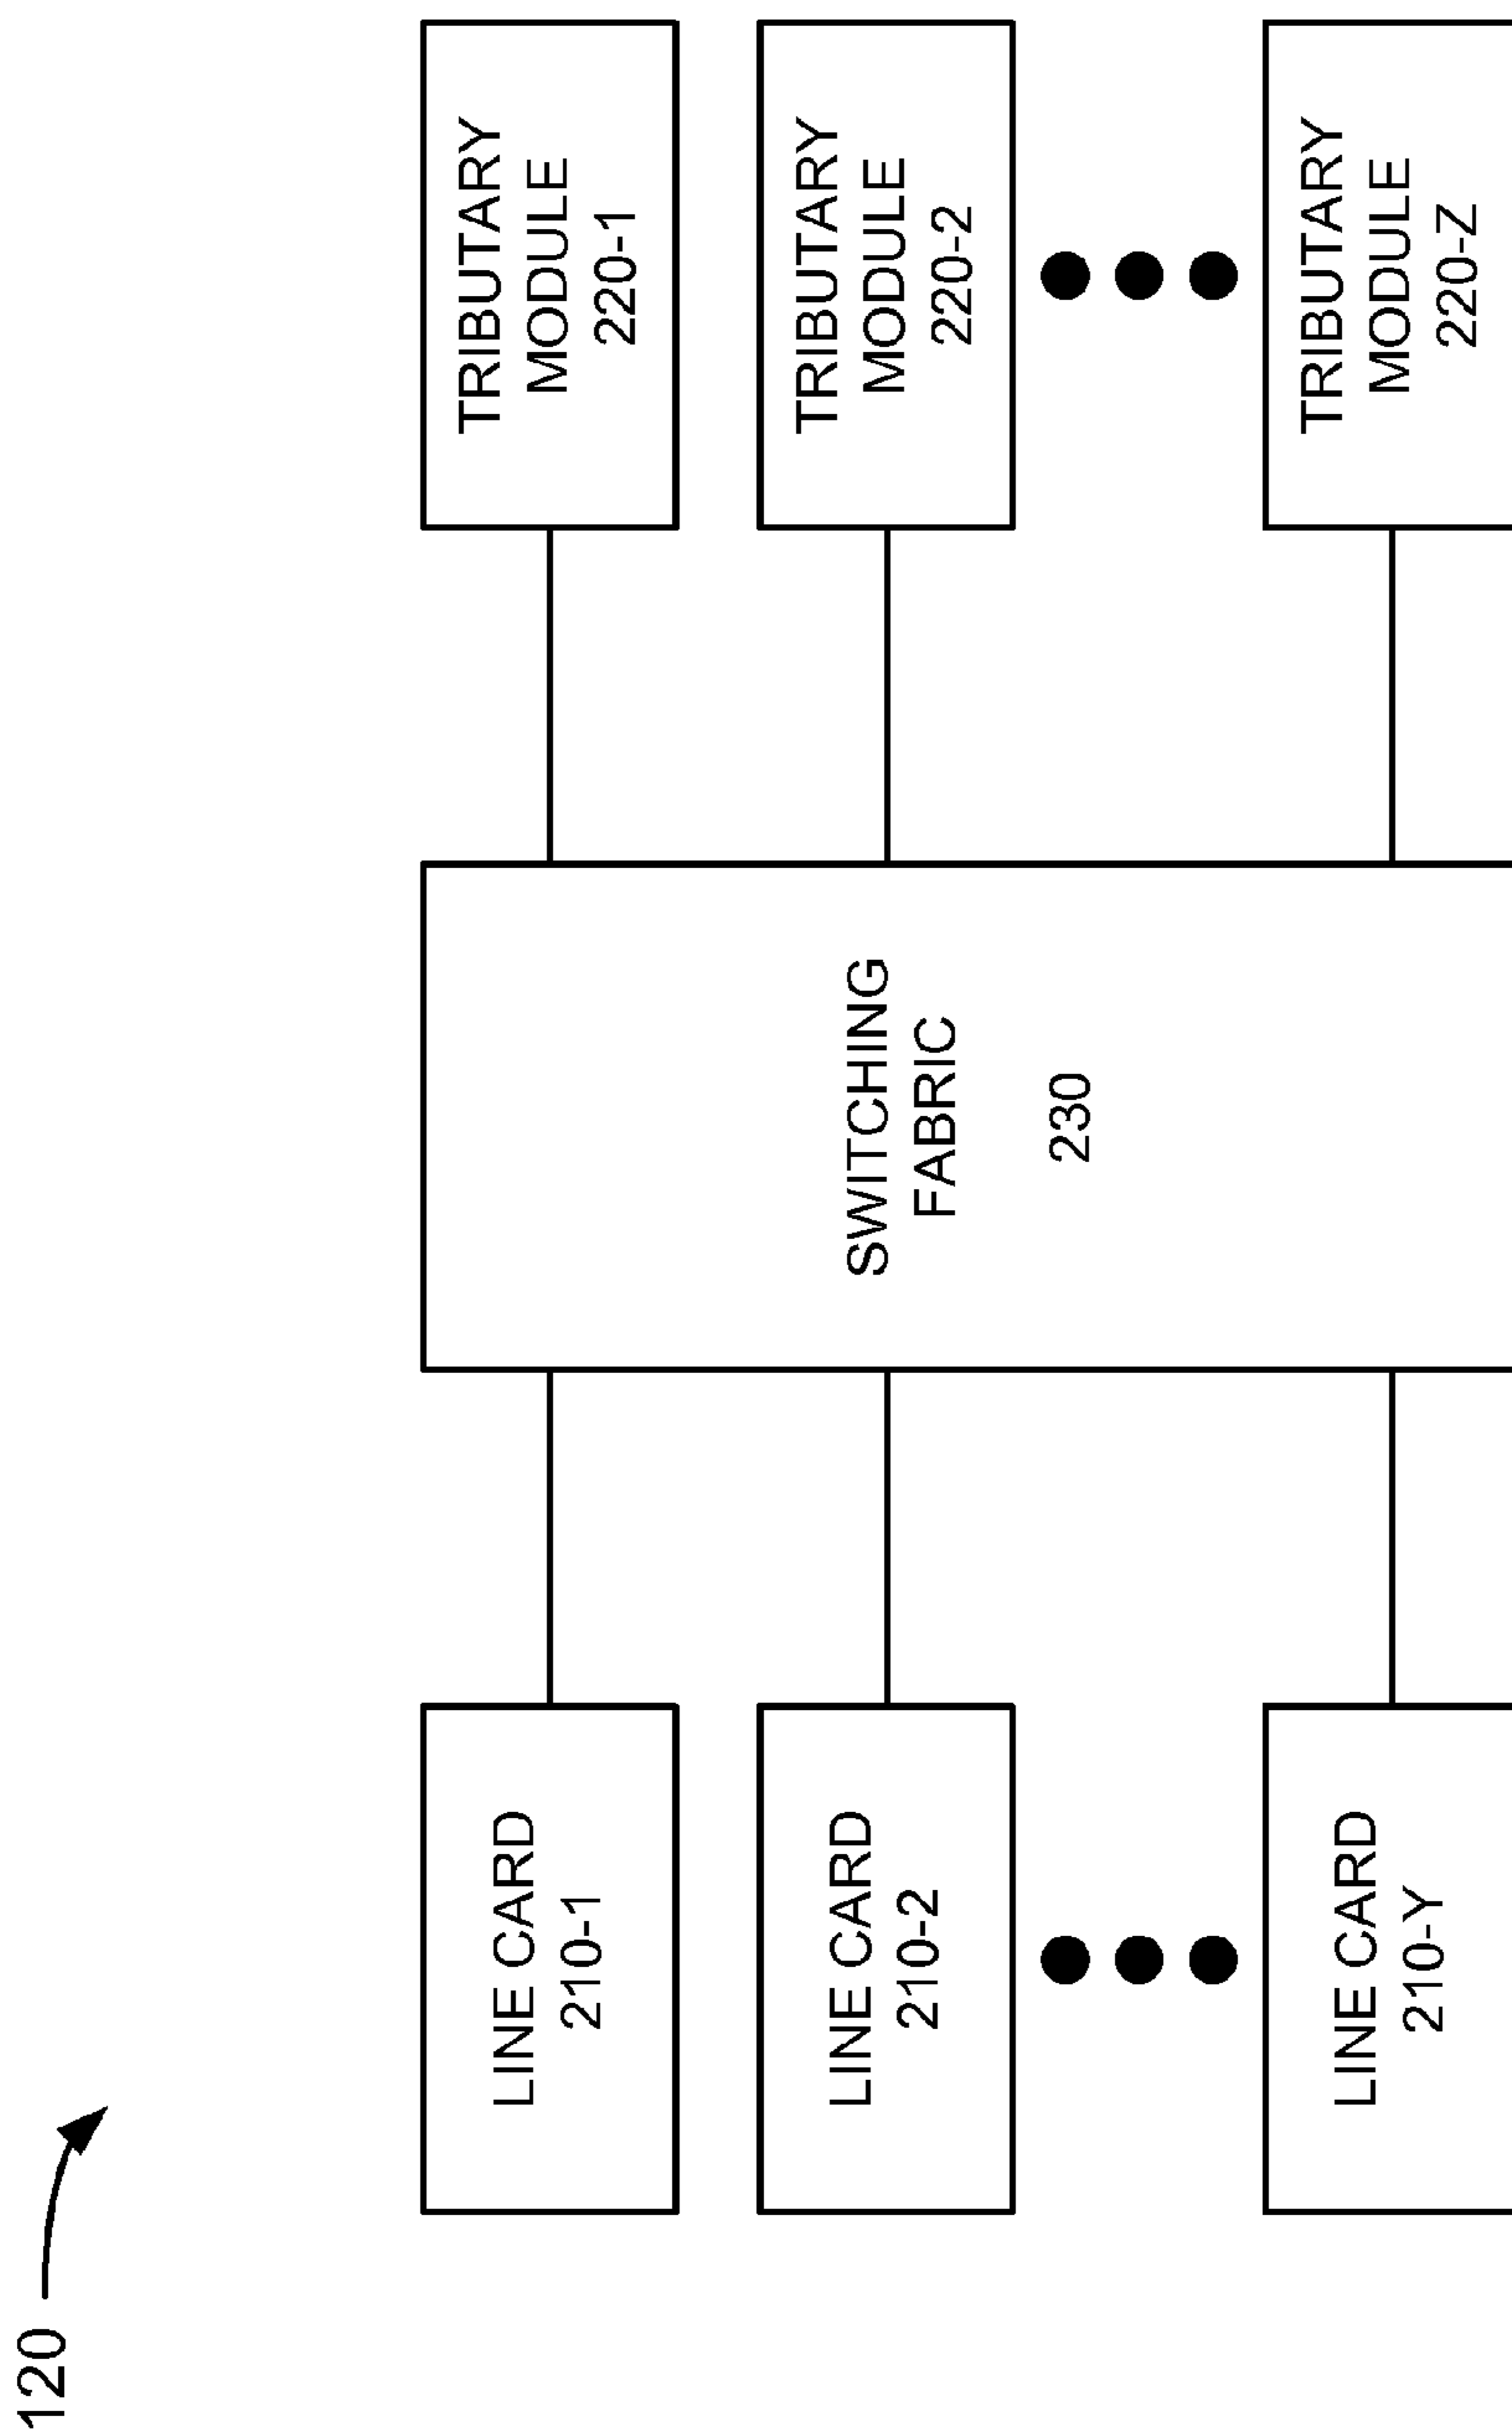 120
LINE CARD
210-1
LINE CARD
210-2
LINE CARD
210-Y
SWITCHING
FABRIC
230
TRIBUTARY
MODULE
220-1
TRIBUTARY
MODULE
220-2
TRIBUTARY
MODULE
220-Z